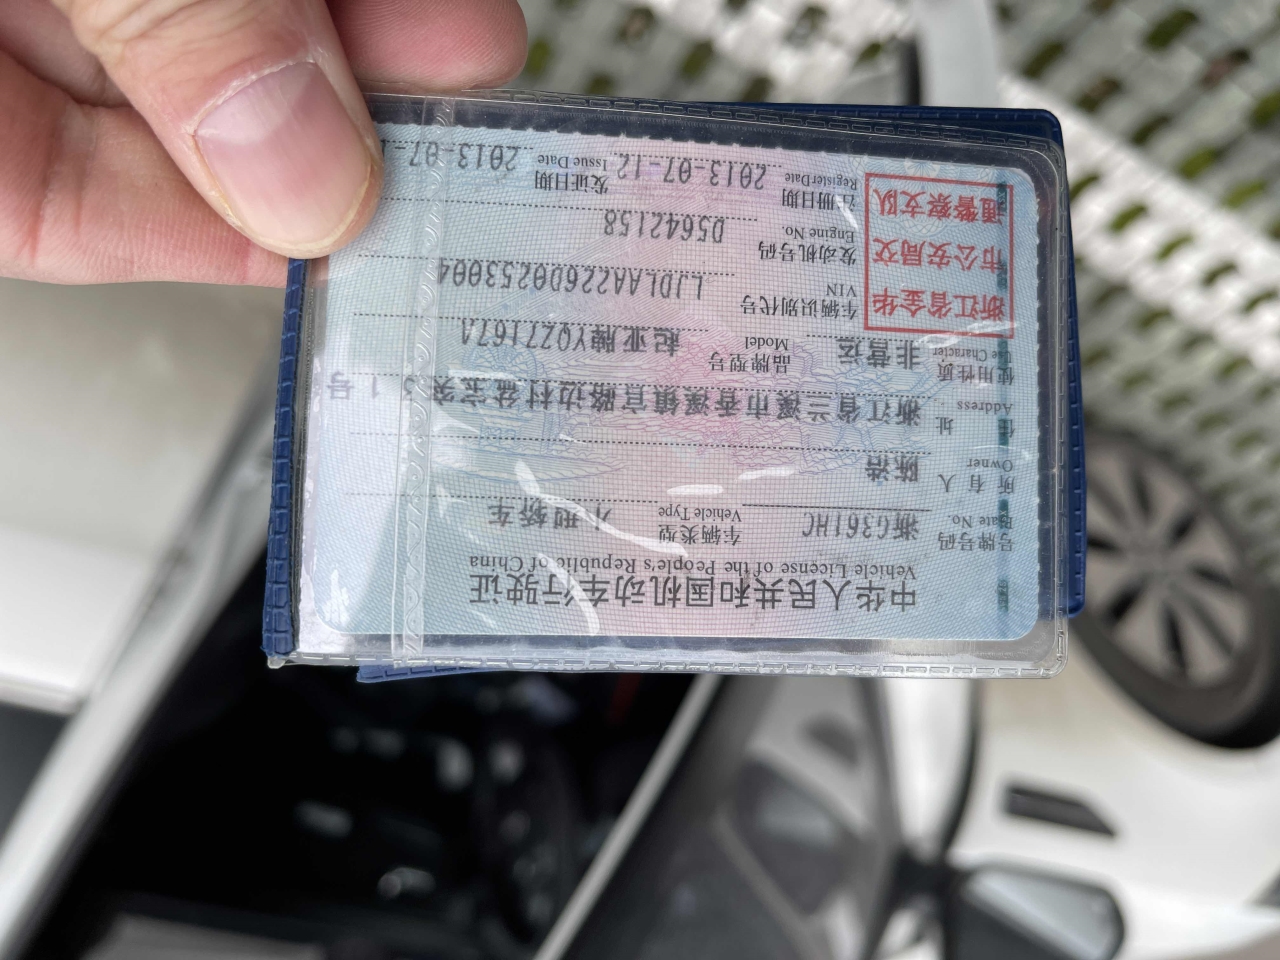 中华人民共和国机动车行驶证
Vehicle License of the People's Republic of China
号牌号码 浙G361HC 车辆类型 小型轿车
Plate No. Vehicle Type
所有人 陈浩
Owner
住址 浙江省兰溪市香溪镇官路边村盆宝突31号
Address
使用性质 非营运 品牌型号 起亚牌YQZ7167A
Use Character Model
浙江省金华
市公安局交
通警察支队
车辆识别代号 LJDLAA226D0253004
VIN
发动机号码 D5642158
Engine No.
注册日期 2013-07-12 发证日期 2013-07-1
Register Date Issue Date